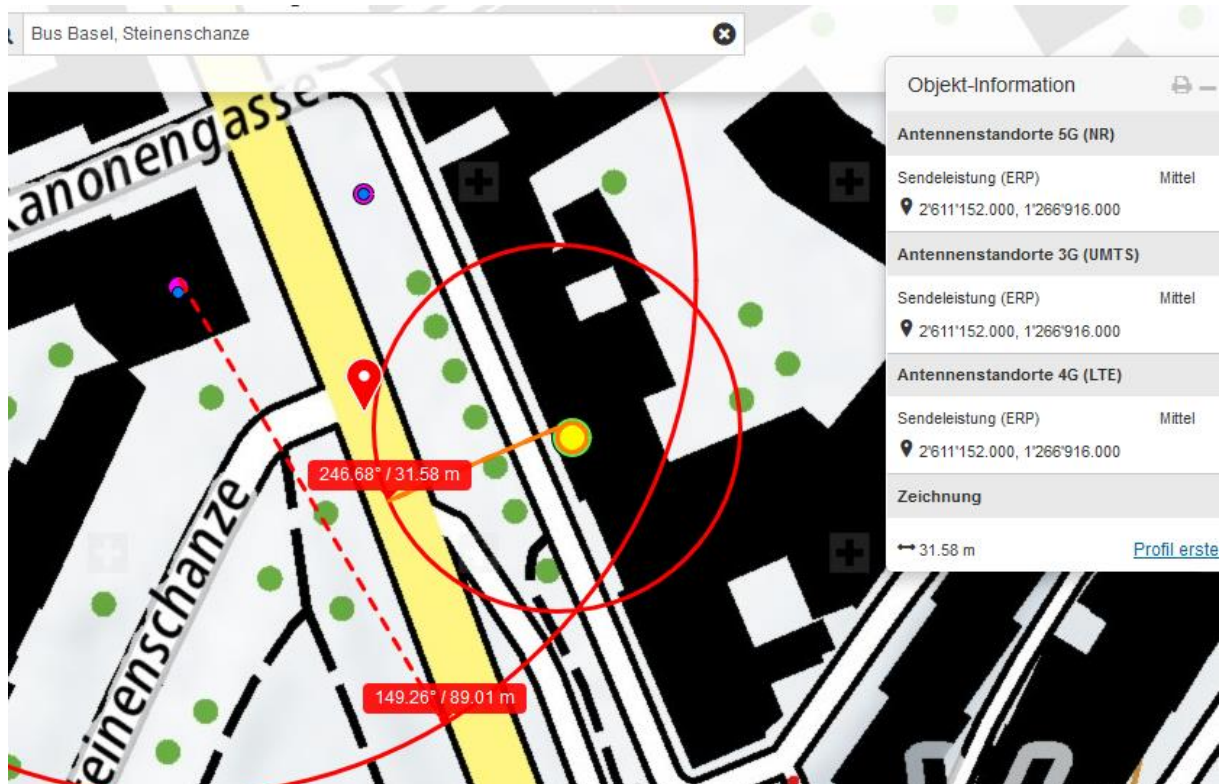 Bus Basel, Steinenschanze
Objekt-Information
Antennenstandorte 5G (NR)
Sendeleistung (ERP) Mittel
2'611'152.000, 1'266'916.000
Antennenstandorte 3G (UMTS)
Sendeleistung (ERP) Mittel
2'611'152.000, 1'266'916.000
Antennenstandorte 4G (LTE)
Sendeleistung (ERP) Mittel
2'611'152.000, 1'266'916.000
Zeichnung
31.58 m Profil erste
Kanonengasse
246.68° / 31.58 m
149.26° / 89.01 m
teinenschanze